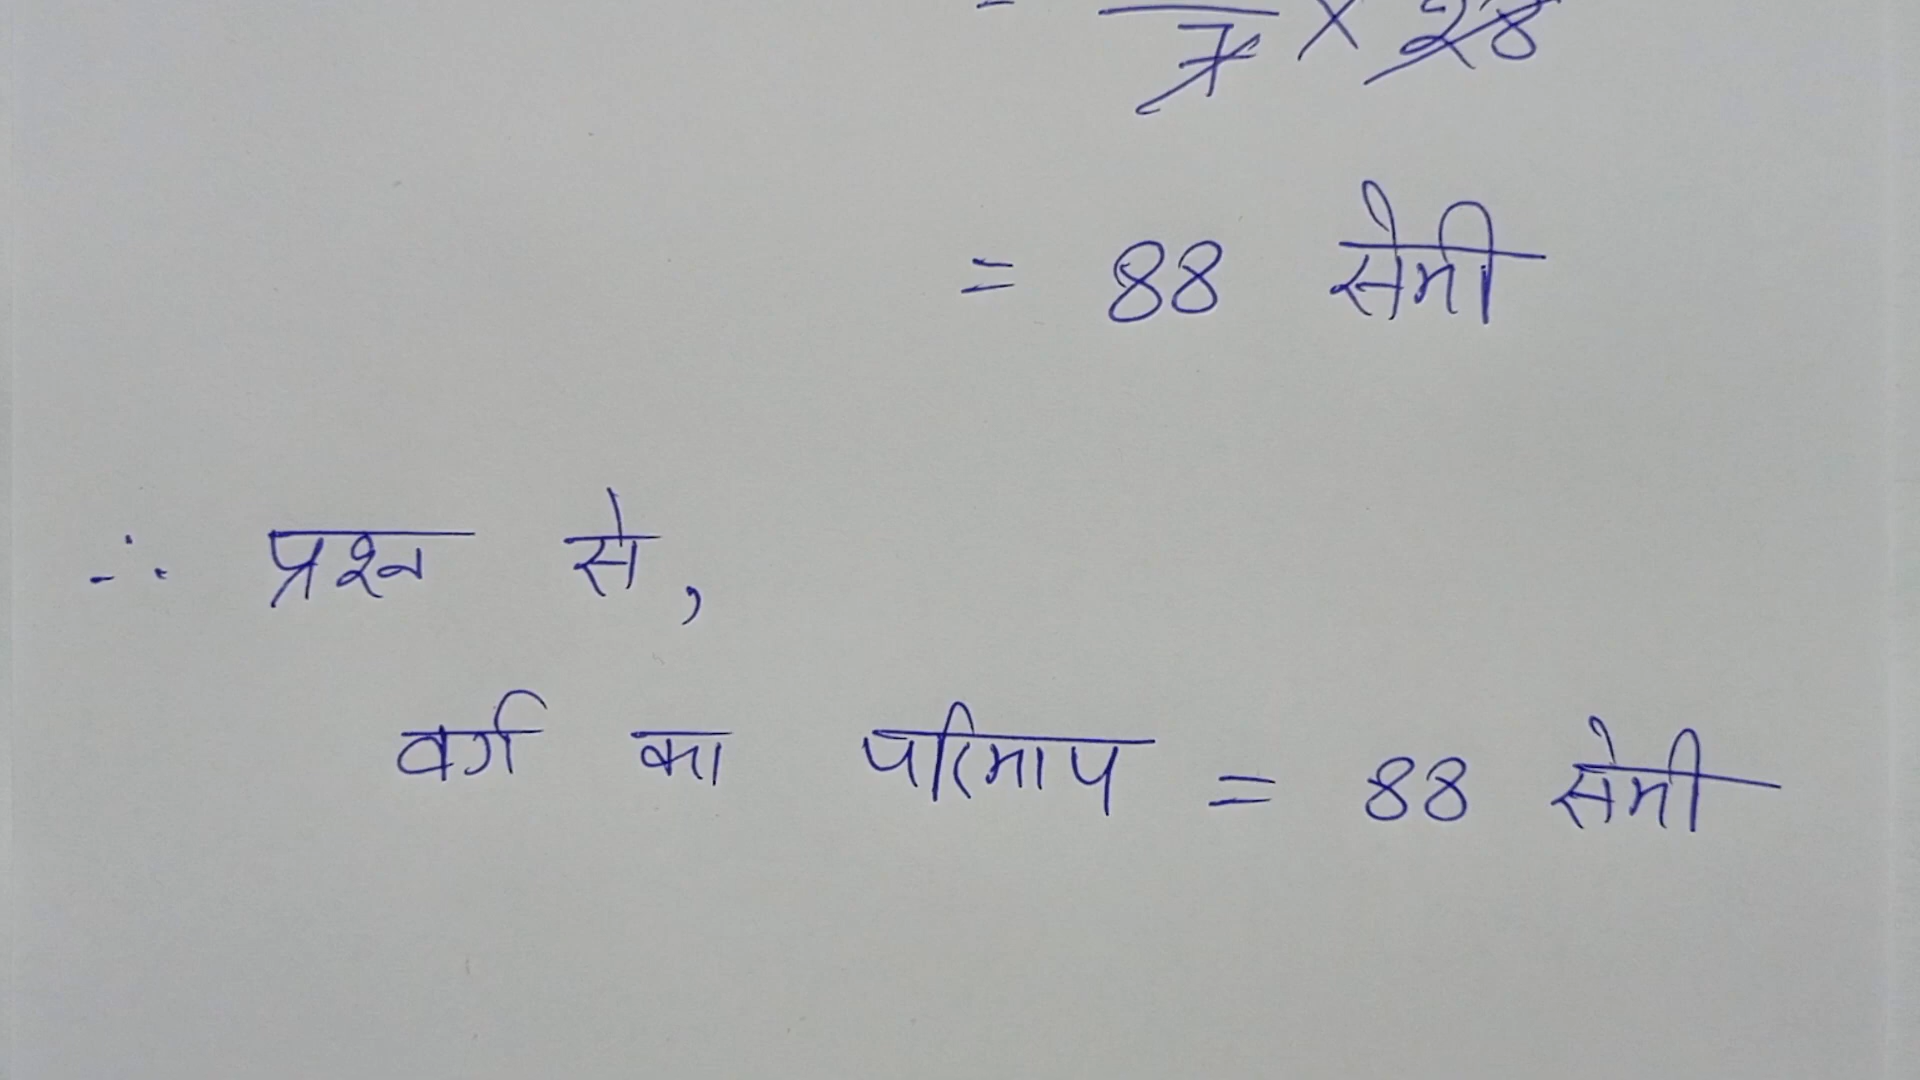 = — 7 × 28
= 88 सेमी
∴ प्रश्न से,
वर्ग का परिमाप = 88 सेमी